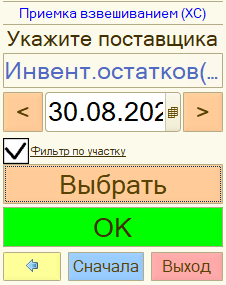 Приемка взвешиванием (ХС)
Укажите поставщика
Инвент.остатков(...
< 30.08.202 >
Фильтр по участку
Выбрать
OK
Сначала Выход